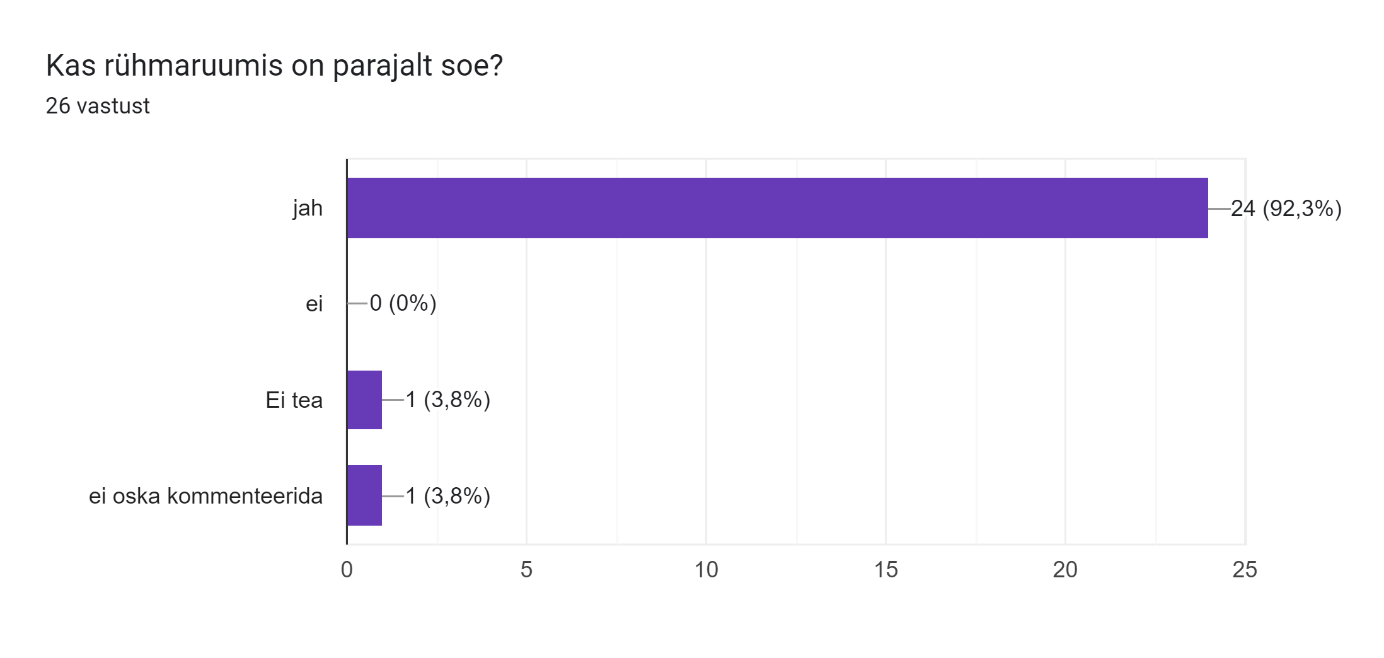 Kas rühmaruumis on parajalt soe?
26 vastust
jah 24 (92,3%)
ei 0 (0%)
Ei tea 1 (3,8%)
ei oska kommenteerida 1 (3,8%)
0 5 10 15 20 25